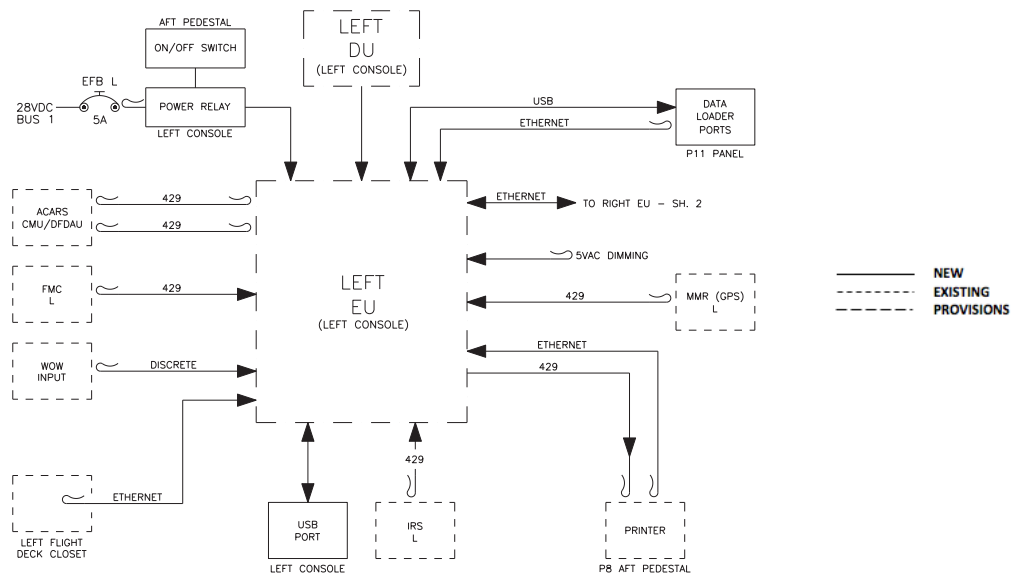 AFT PEDESTAL
ON/OFF SWITCH
EFB L
28VDC
BUS 1
5A
POWER RELAY
LEFT CONSOLE
LEFT
DU
(LEFT CONSOLE)
USB
ETHERNET
DATA
LOADER
PORTS
P11 PANEL
ACARS
CMU/DFDAU
429
429
ETHERNET
TO RIGHT EU – SH. 2
5VAC DIMMING
FMC
L
429
LEFT
EU
(LEFT CONSOLE)
429
MMR (GPS)
L
NEW
EXISTING
PROVISIONS
WOW
INPUT
DISCRETE
ETHERNET
429
ETHERNET
LEFT FLIGHT
DECK CLOSET
USB
PORT
LEFT CONSOLE
429
IRS
L
PRINTER
P8 AFT PEDESTAL